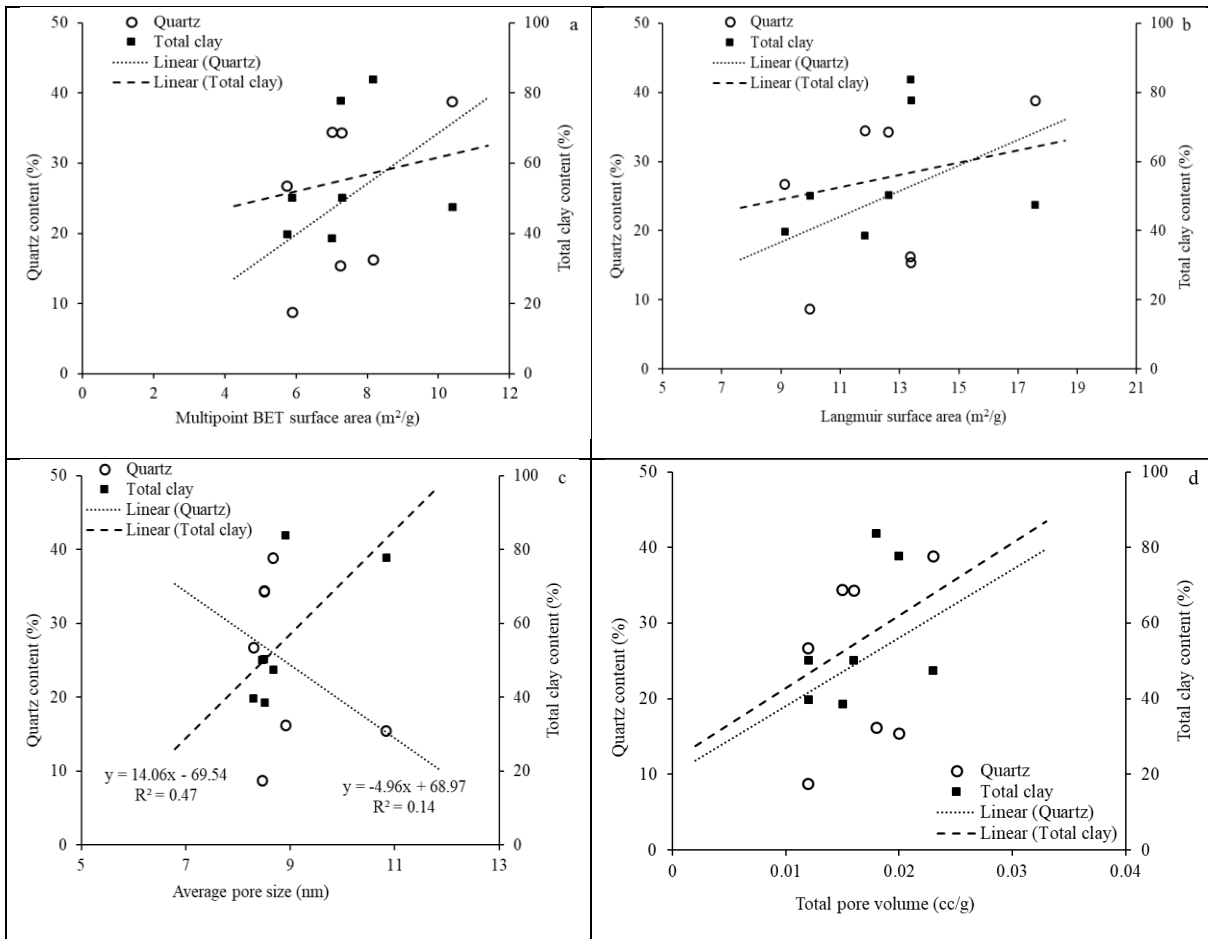 Quartz
Total clay
Linear (Quartz)
Linear (Total clay)
a
50
40
30
20
10
0
Quartz content (%)
100
80
60
40
20
0
Total clay content (%)
0 2 4 6 8 10 12
Multipoint BET surface area (m²/g)
Quartz
Total clay
Linear (Quartz)
Linear (Total clay)
b
50
40
30
20
10
0
Quartz content (%)
100
80
60
40
20
0
Total clay content (%)
5 7 9 11 13 15 17 19 21
Langmuir surface area (m²/g)
Quartz
Total clay
Linear (Quartz)
Linear (Total clay)
c
50
40
30
20
10
0
Quartz content (%)
100
80
60
40
20
0
Total clay content (%)
y = 14.06x - 69.54
R² = 0.47
y = -4.96x + 68.97
R² = 0.14
5 7 9 11 13
Average pore size (nm)
d
50
40
30
20
10
0
Quartz content (%)
100
80
60
40
20
0
Total clay content (%)
Quartz
Total clay
Linear (Quartz)
Linear (Total clay)
0 0.01 0.02 0.03 0.04
Total pore volume (cc/g)